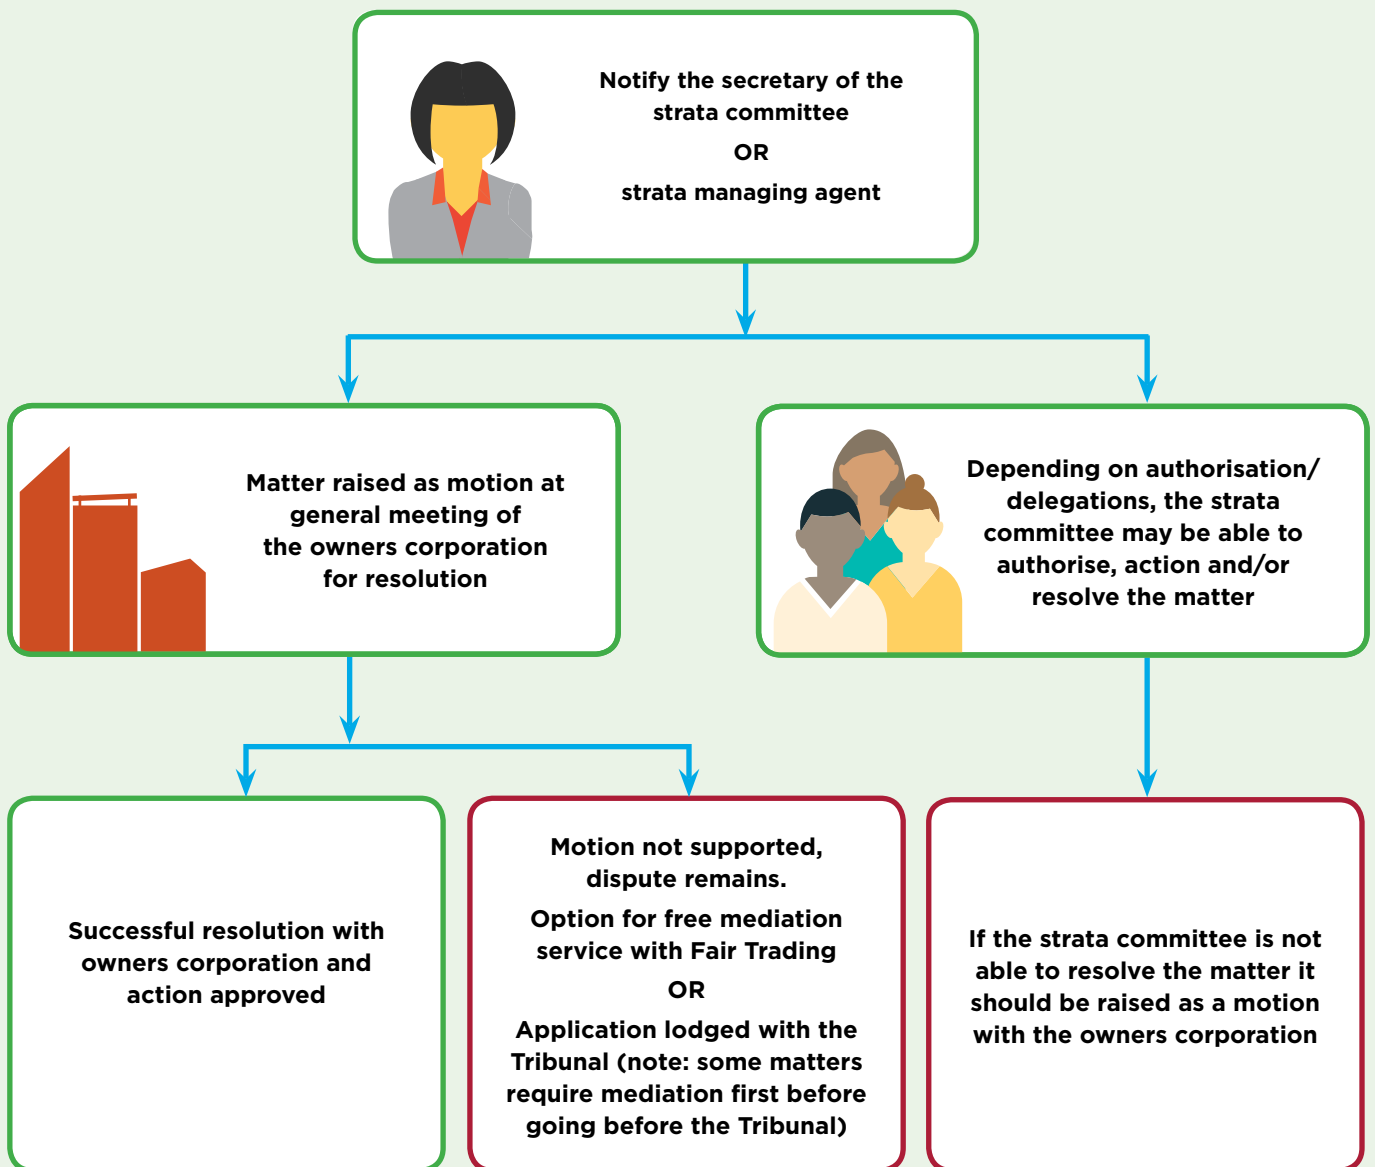 Notify the secretary of the
strata committee
OR
strata managing agent
Matter raised as motion at
general meeting of
the owners corporation
for resolution
Depending on authorisation/
delegations, the strata
committee may be able to
authorise, action and/or
resolve the matter
Successful resolution with
owners corporation and
action approved
Motion not supported,
dispute remains.
Option for free mediation
service with Fair Trading
OR
Application lodged with the
Tribunal (note: some matters
require mediation first before
going before the Tribunal)
If the strata committee is not
able to resolve the matter it
should be raised as a motion
with the owners corporation